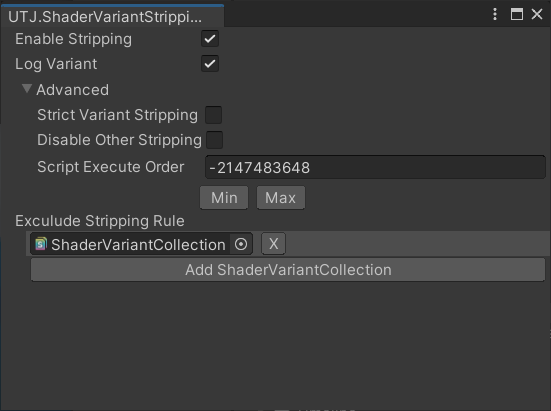 UTJ.ShaderVariantStrippi...
Enable Stripping
Log Variant
Advanced
Strict Variant Stripping
Disable Other Stripping
Script Execute Order -2147483648
Min Max
Exculude Stripping Rule
ShaderVariantCollection X
Add ShaderVariantCollection